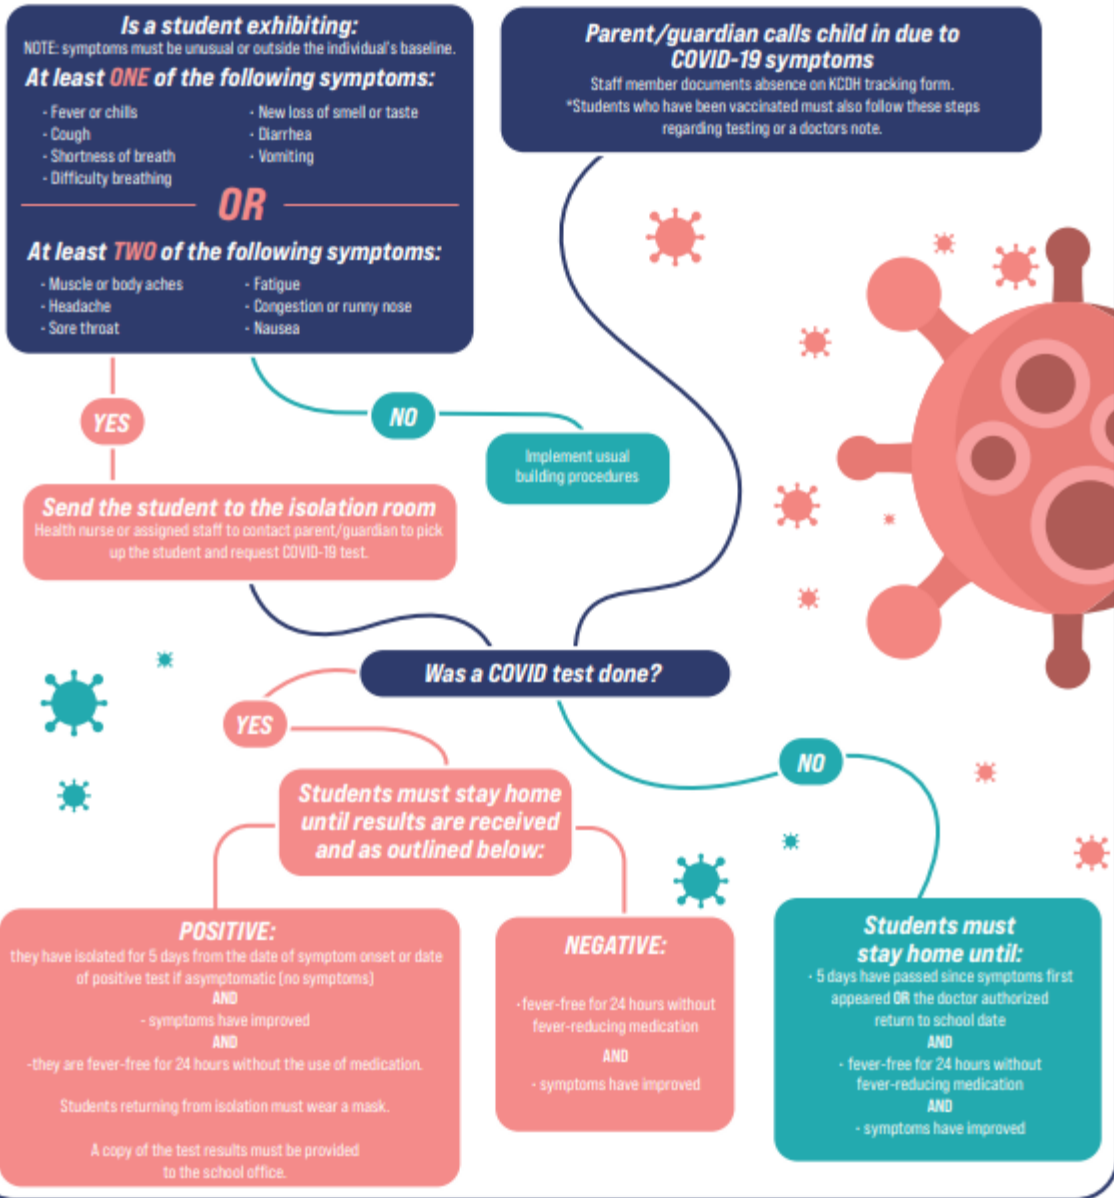 Is a student exhibiting:
NOTE: symptoms must be unusual or outside the individual's baseline.
At least ONE of the following symptoms:
- Fever or chills
- Cough
- Shortness of breath
- Difficulty breathing
- New loss of smell or taste
- Diarrhea
- Vomiting
OR
At least TWO of the following symptoms:
- Muscle or body aches
- Headache
- Sore throat
- Fatigue
- Congestion or runny nose
- Nausea
Parent/guardian calls child in due to
COVID-19 symptoms
Staff member documents absence on KCDH tracking form.
*Students who have been vaccinated must also follow these steps
regarding testing or a doctors note.
YES
NO
Implement usual
building procedures
Send the student to the isolation room
Health nurse or assigned staff to contact parent/guardian to pick
up the student and request COVID-19 test.
Was a COVID test done?
YES
NO
Students must stay home
until results are received
and as outlined below:
POSITIVE:
they have isolated for 5 days from the date of symptom onset or date
of positive test if asymptomatic (no symptoms)
AND
- symptoms have improved
AND
-they are fever-free for 24 hours without the use of medication.
Students returning from isolation must wear a mask.
A copy of the test results must be provided
to the school office.
NEGATIVE:
- fever-free for 24 hours without
fever-reducing medication
AND
- symptoms have improved
Students must
stay home until:
- 5 days have passed since symptoms first
appeared OR the doctor authorized
return to school date
AND
- fever-free for 24 hours without
fever-reducing medication
AND
- symptoms have improved